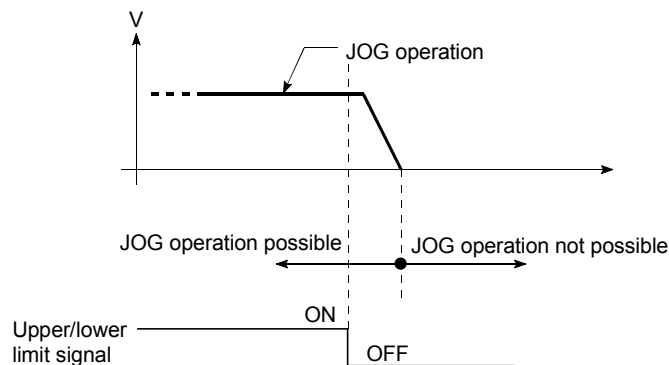 V
JOG operation
JOG operation possible
JOG operation not possible
ON
Upper/lower
limit signal
OFF